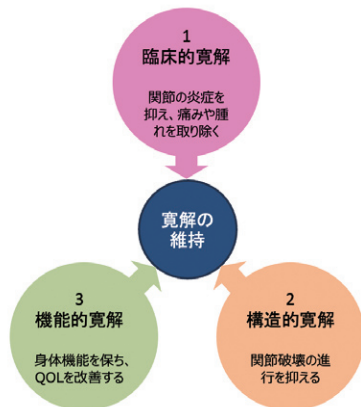 1
臨床的寛解
関節の炎症を
抑え、痛みや腫
れを取り除く
寛解の
維持
3
機能的寛解
身体機能を保ち、
QOLを改善する
2
構造的寛解
関節破壊の進
行を抑える